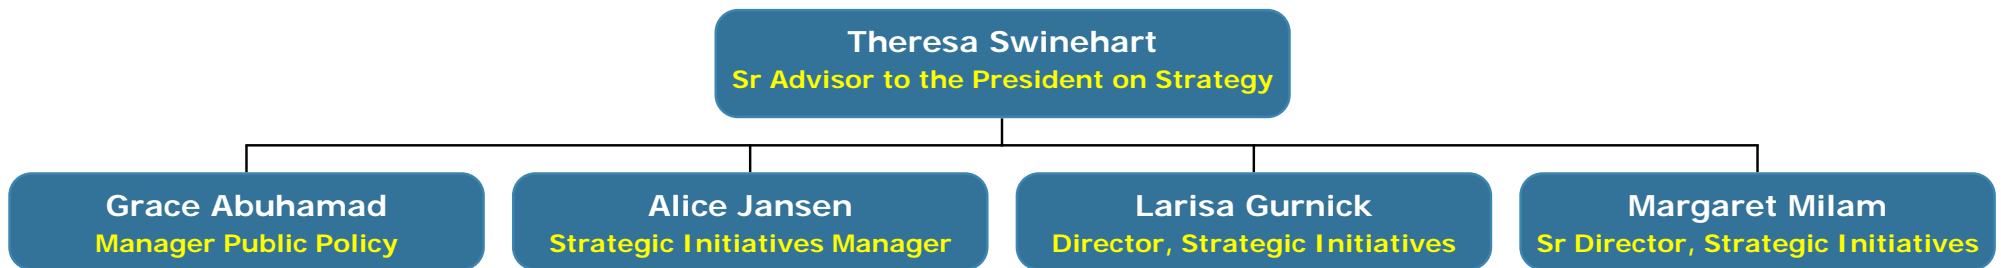 Theresa Swinehart
Sr Advisor to the President on Strategy
Grace Abuhamad
Manager Public Policy
Alice Jansen
Strategic Initiatives Manager
Larisa Gurnick
Director, Strategic Initiatives
Margaret Milam
Sr Director, Strategic Initiatives